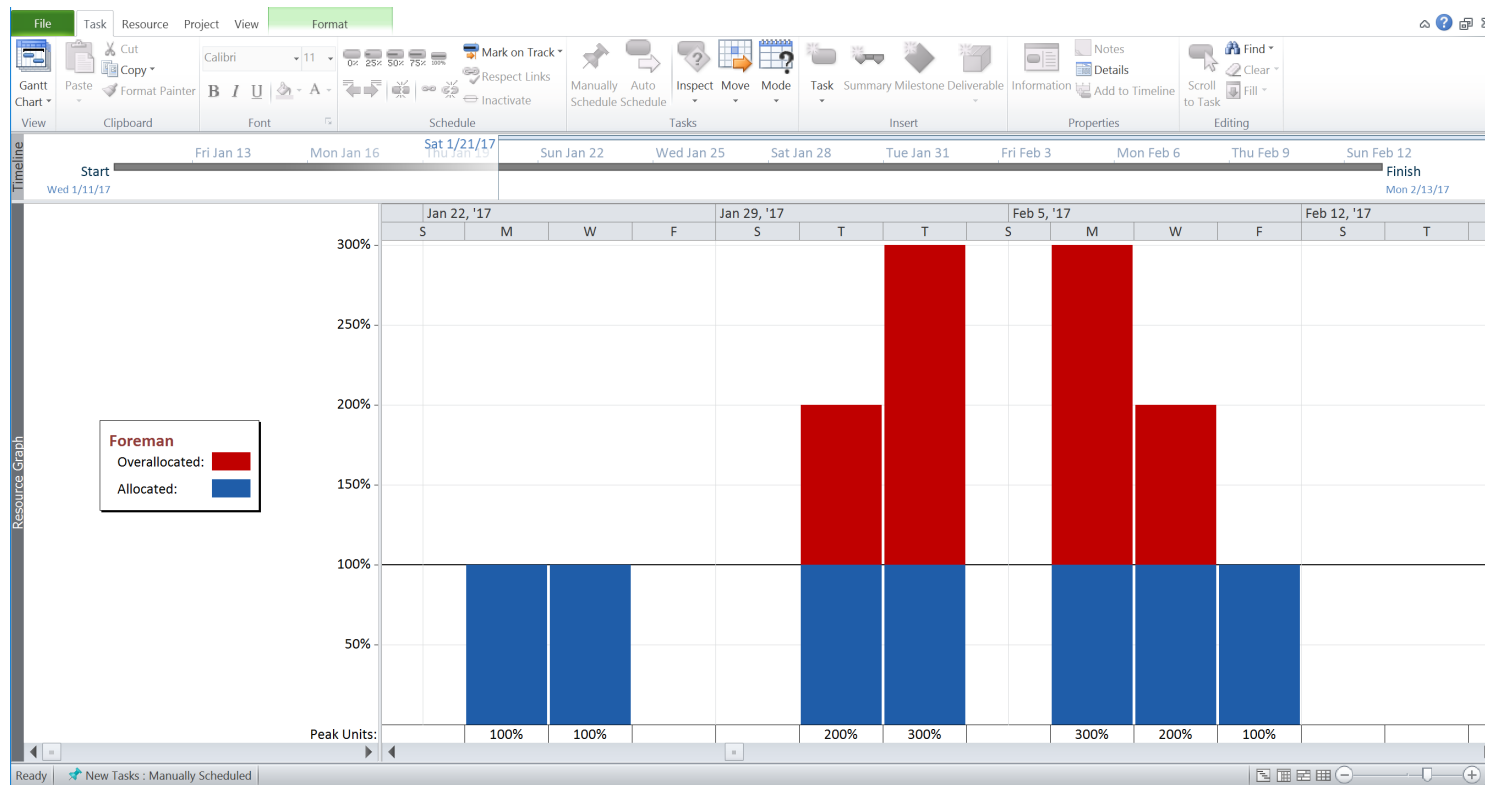 File Task Resource Project View Format
Cut
Calibri 11
0% 25% 50% 75% 100%
Mark on Track
Copy
Respect Links
Gantt Chart
Paste
Format Painter
B I U A
Inactivate
Manually Schedule
Auto Schedule
Inspect Move Mode
Task Summary Milestone Deliverable
Information
Notes
Details
Add to Timeline
Scroll to Task
Find
Clear
Fill
View Clipboard Font Schedule Tasks Insert Properties Editing
Timeline
Sat 1/21/17
Fri Jan 13 Mon Jan 16 Thu Jan 19 Sun Jan 22 Wed Jan 25 Sat Jan 28 Tue Jan 31 Fri Feb 3 Mon Feb 6 Thu Feb 9 Sun Feb 12
Start Finish
Wed 1/11/17 Mon 2/13/17
Jan 22, '17 Jan 29, '17 Feb 5, '17 Feb 12, '17
S M W F S T T S M W F S T
300%
250%
200%
150%
100%
50%
Resource Graph
Foreman
Overallocated:
Allocated:
Peak Units: 100% 100% 200% 300% 300% 200% 100%
Ready New Tasks : Manually Scheduled